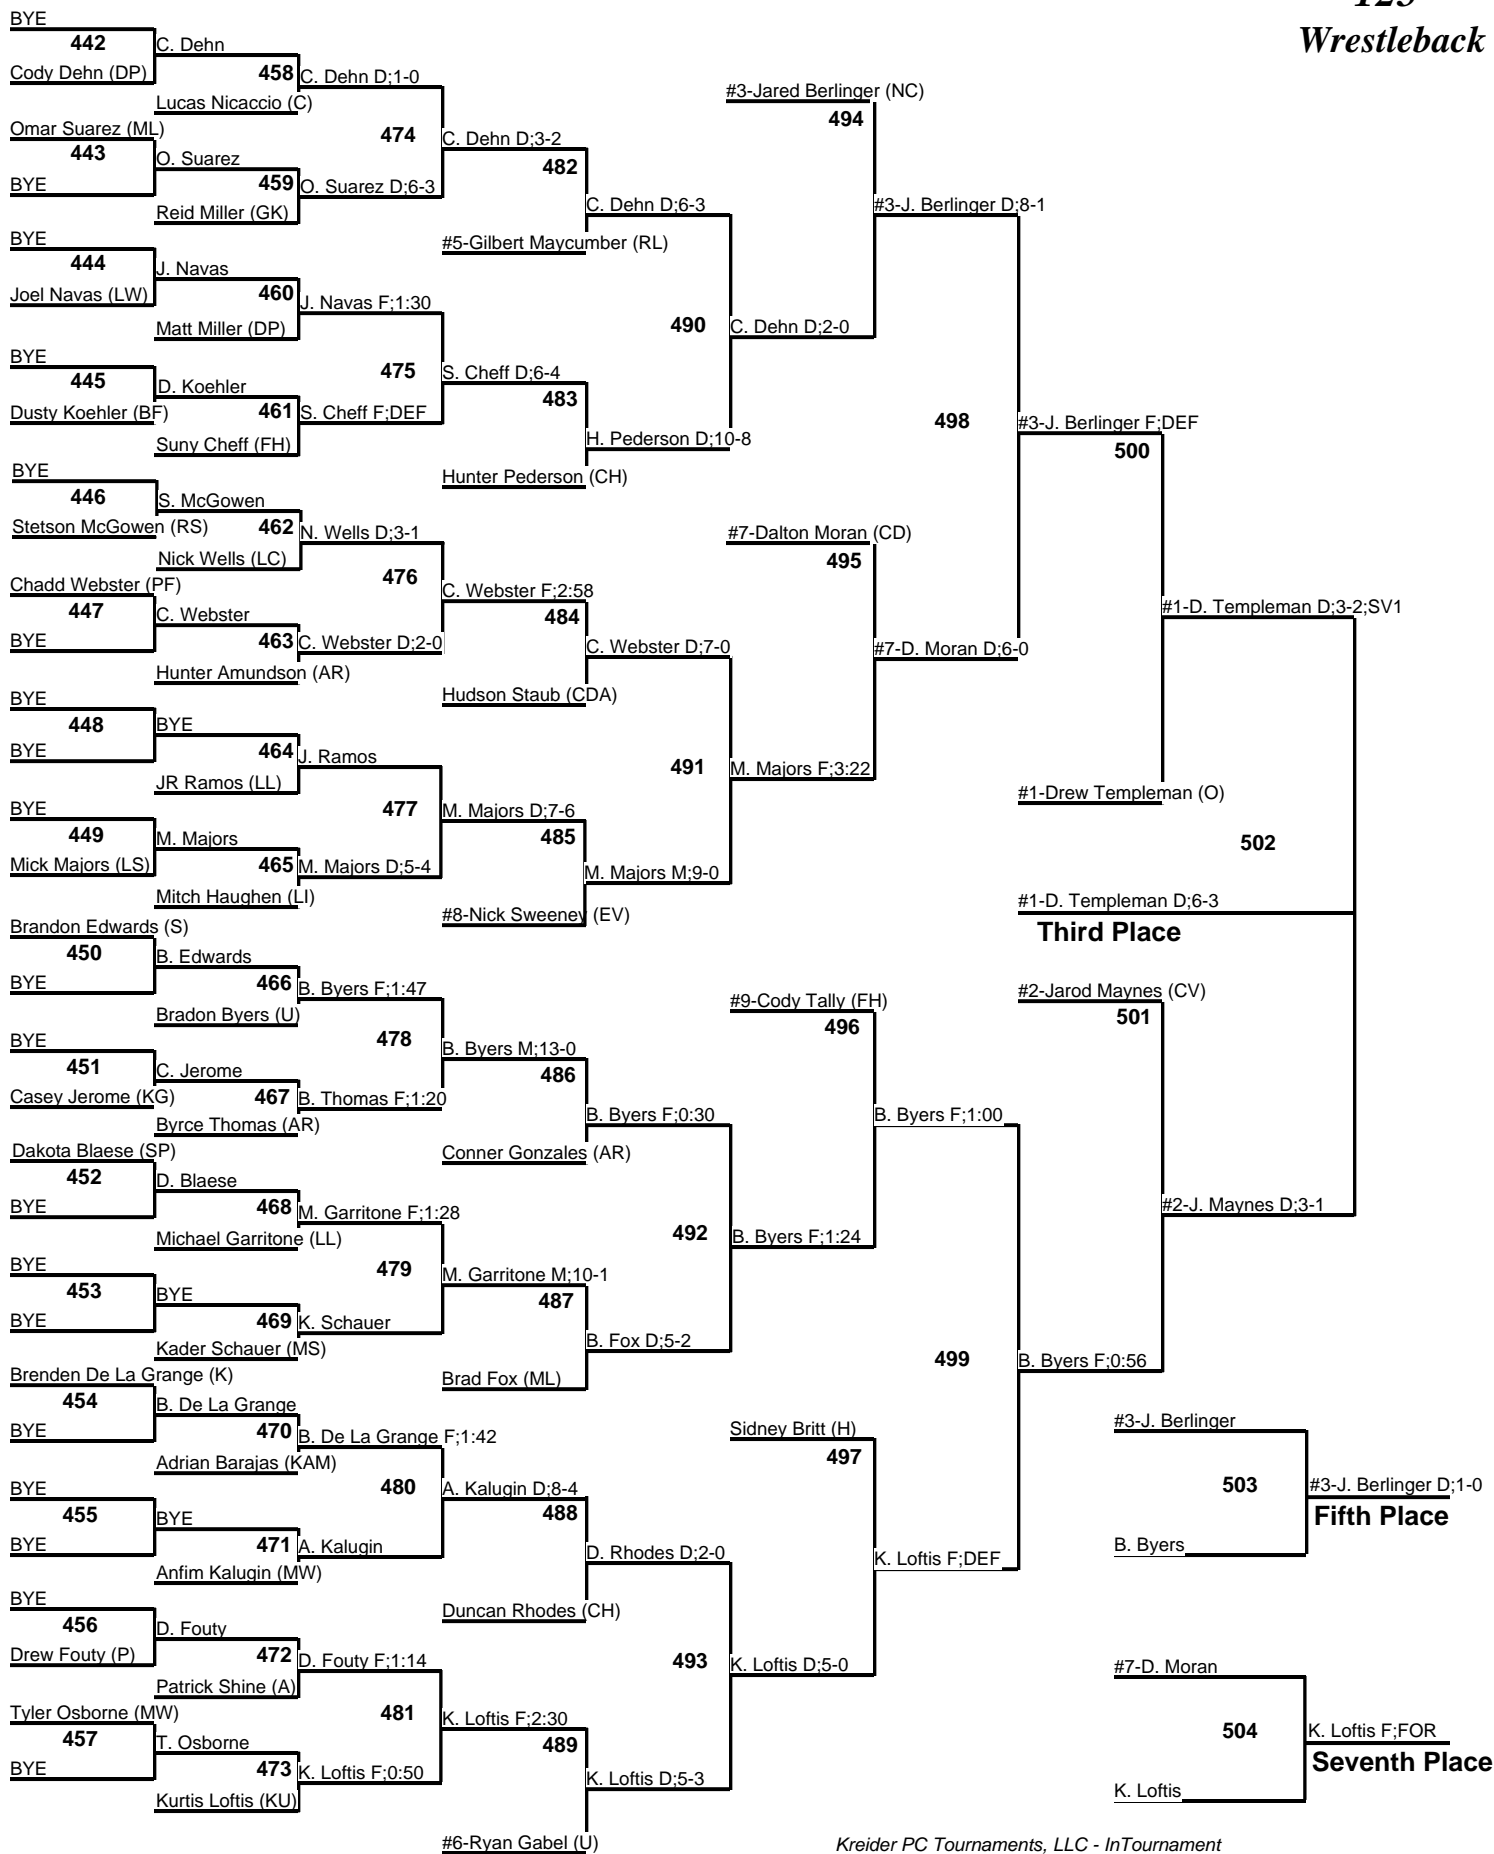 125
Wrestleback
BYE
442
C. Dehn
Cody Dehn (DP)
458
C. Dehn D;1-0
Lucas Nicaccio (C)
#3-Jared Berlinger (NC)
494
Omar Suarez (ML)
474
C. Dehn D;3-2
443
O. Suarez
482
BYE
459
O. Suarez D;6-3
Reid Miller (GK)
C. Dehn D;6-3
#3-J. Berlinger D;8-1
BYE
#5-Gilbert Maycumber (RL)
444
J. Navas
Joel Navas (LW)
460
J. Navas F;1:30
Matt Miller (DP)
490
C. Dehn D;2-0
BYE
475
S. Cheff D;6-4
445
D. Koehler
483
Dusty Koehler (BF)
461
S. Cheff F;DEF
498
#3-J. Berlinger F;DEF
Suny Cheff (FH)
H. Pederson D;10-8
500
BYE
Hunter Pederson (CH)
446
S. McGowen
Stetson McGowen (RS)
462
N. Wells D;3-1
#7-Dalton Moran (CD)
Nick Wells (LC)
495
Chadd Webster (PF)
476
C. Webster F;2:58
447
C. Webster
484
#1-D. Templeman D;3-2;SV1
BYE
463
C. Webster D;2-0
C. Webster D;7-0
#7-D. Moran D;6-0
Hunter Amundson (AR)
BYE
Hudson Staub (CDA)
448
BYE
BYE
464
J. Ramos
JR Ramos (LL)
491
M. Majors F;3:22
#1-Drew Templeman (O)
BYE
477
M. Majors D;7-6
449
M. Majors
485
502
Mick Majors (LS)
465
M. Majors D;5-4
M. Majors M;9-0
Mitch Haughen (LI)
#8-Nick Sweeney (EV)
#1-D. Templeman D;6-3
Brandon Edwards (S)
Third Place
450
B. Edwards
BYE
466
B. Byers F;1:47
#9-Cody Tally (FH)
#2-Jarod Maynes (CV)
Bradon Byers (U)
496
501
BYE
478
B. Byers M;13-0
451
C. Jerome
486
Casey Jerome (KG)
467
B. Thomas F;1:20
B. Byers F;0:30
B. Byers F;1:00
Byrce Thomas (AR)
Dakota Blaese (SP)
Conner Gonzales (AR)
452
D. Blaese
BYE
468
M. Garritone F;1:28
#2-J. Maynes D;3-1
Michael Garritone (LL)
492
B. Byers F;1:24
BYE
479
M. Garritone M;10-1
453
BYE
487
BYE
469
K. Schauer
B. Fox D;5-2
Kader Schauer (MS)
499
B. Byers F;0:56
Brenden De La Grange (K)
Brad Fox (ML)
454
B. De La Grange
BYE
470
B. De La Grange F;1:42
Sidney Britt (H)
#3-J. Berlinger
Adrian Barajas (KAM)
497
BYE
480
A. Kalugin D;8-4
503
#3-J. Berlinger D;1-0
455
BYE
488
Fifth Place
BYE
471
A. Kalugin
D. Rhodes D;2-0
K. Loftis F;DEF
B. Byers
Anfim Kalugin (MW)
BYE
Duncan Rhodes (CH)
456
D. Fouty
Drew Fouty (P)
472
D. Fouty F;1:14
493
K. Loftis D;5-0
#7-D. Moran
Patrick Shine (A)
Tyler Osborne (MW)
481
K. Loftis F;2:30
504
K. Loftis F;FOR
457
T. Osborne
489
Seventh Place
BYE
473
K. Loftis F;0:50
K. Loftis D;5-3
K. Loftis
Kurtis Loftis (KU)
#6-Ryan Gabel (U)
Kreider PC Tournaments, LLC - InTournament